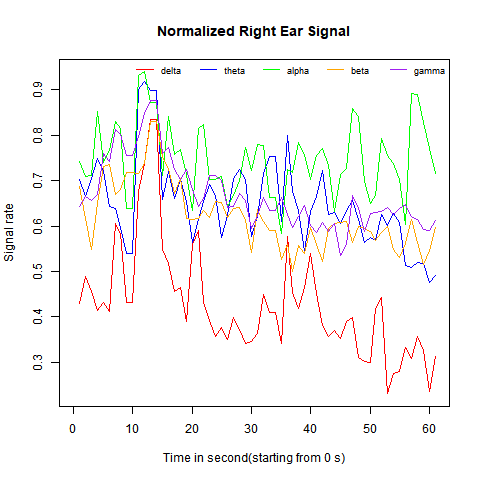 Normalized Right Ear Signal
delta theta alpha beta gamma
Signal rate
0.9
0.8
0.7
0.6
0.5
0.4
0.3
0 10 20 30 40 50 60
Time in second(starting from 0 s)